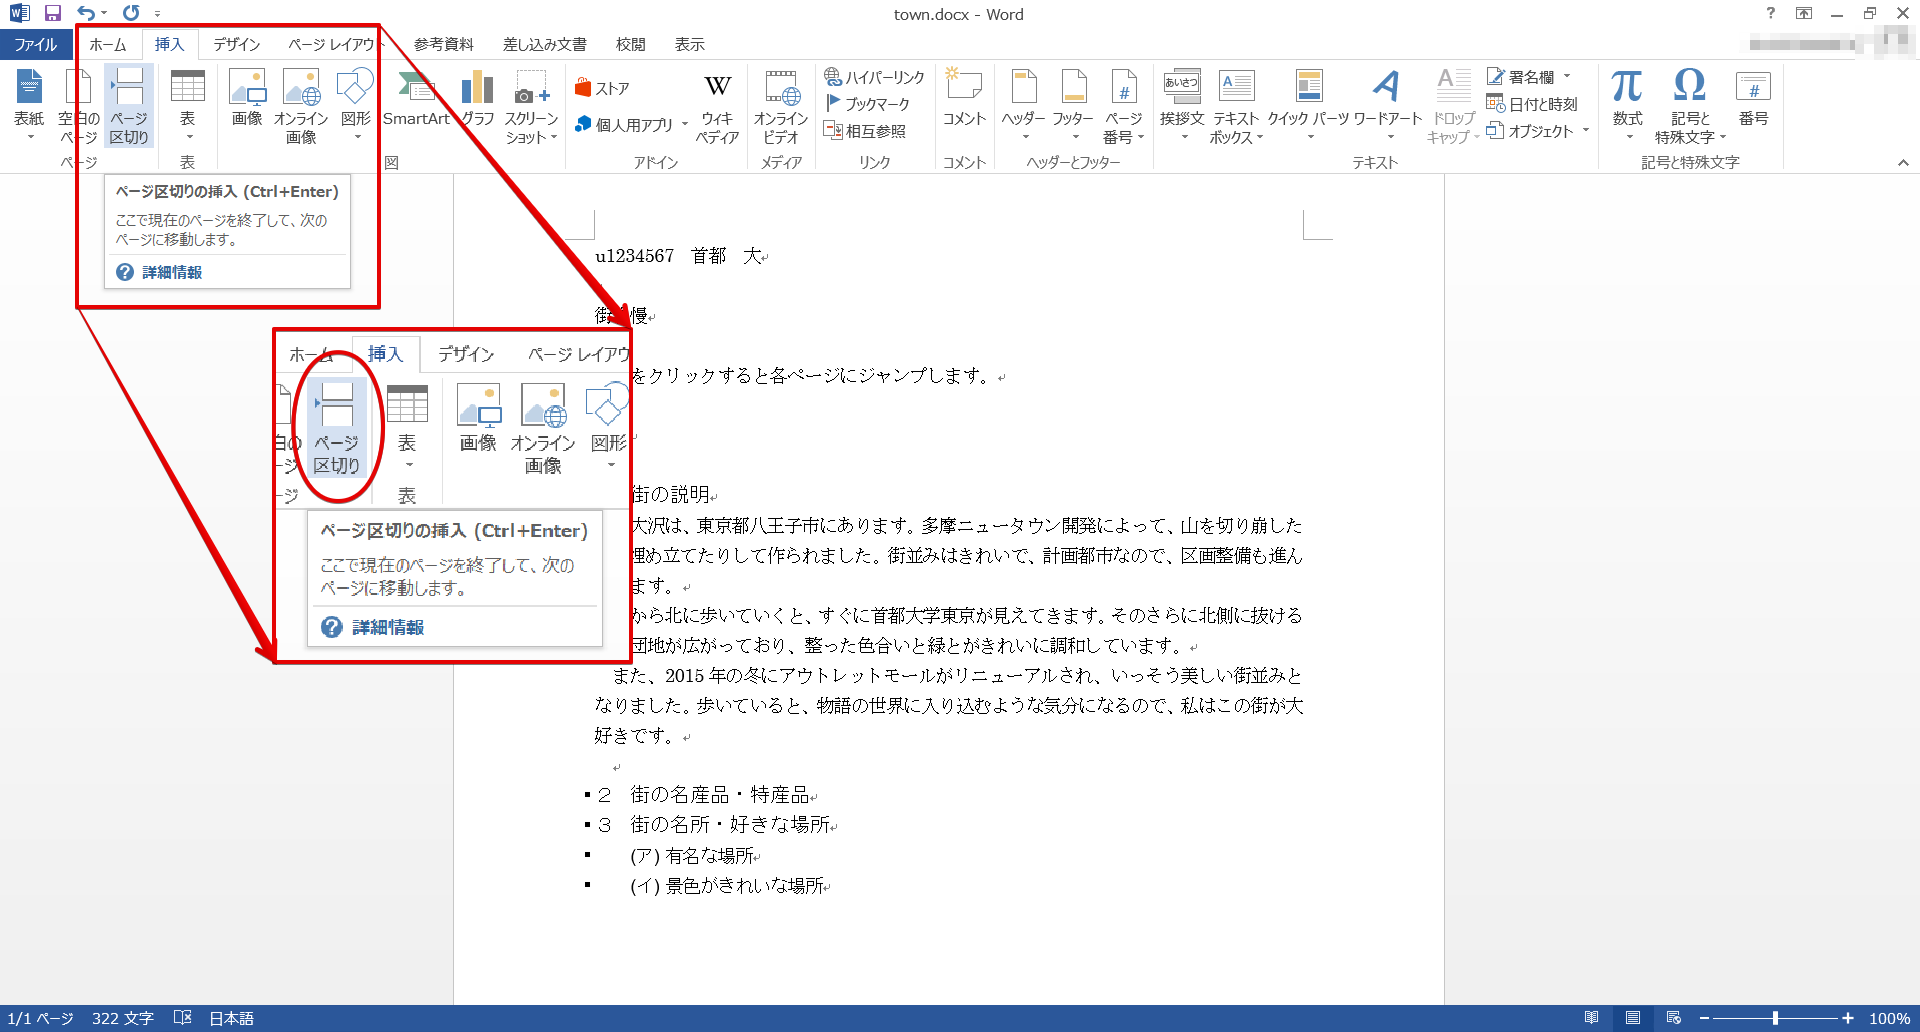 town.docx - Word
ファイル ホーム 挿入 デザイン ページ レイアウト 参考資料 差し込み文書 校閲 表示
表紙
空白の
ページ
ページ
区切り
ページ
表
表
画像
オンライン
画像
図形
SmartArt
グラフ
スクリーン
ショット
図
ストア
個人用アプリ
ウィキ
ペディア
アドイン
オンライン
ビデオ
メディア
ハイパーリンク
ブックマーク
相互参照
リンク
コメント
コメント
ヘッダー
フッター
ページ
番号
ヘッダーとフッター
あいさつ
挨拶文
テキスト
ボックス
クイック パーツ
ワードアート
ドロップ
キャップ
署名欄
日付と時刻
オブジェクト
テキスト
数式
記号と
特殊文字
番号
記号と特殊文字
ページ区切りの挿入 (Ctrl+Enter)
ここで現在のページを終了して、次の
ページに移動します。
詳細情報
ホーム 挿入 デザイン ページ レイアウ
白の
ージ
ージ
ページ
区切り
表
表
画像
オンライン
画像
図形
ページ区切りの挿入 (Ctrl+Enter)
ここで現在のページを終了して、次の
ページに移動します。
詳細情報
u1234567 首都 大
街 慢
をクリックすると各ページにジャンプします。
街の説明
大沢は、東京都八王子市にあります。多摩ニュータウン開発によって、山を切り崩した
埋め立てたりして作られました。街並みはきれいで、計画都市なので、区画整備も進ん
ます。
から北に歩いていくと、すぐに首都大学東京が見えてきます。そのさらに北側に抜ける
団地が広がっており、整った色合いと緑とがきれいに調和しています。
また、2015 年の冬にアウトレットモールがリニューアルされ、いっそう美しい街並みと
なりました。歩いていると、物語の世界に入り込むような気分になるので、私はこの街が大
好きです。
▪２ 街の名産品・特産品
▪３ 街の名所・好きな場所
▪ (ア) 有名な場所
▪ (イ) 景色がきれいな場所
1/1 ページ 322 文字 日本語 100%